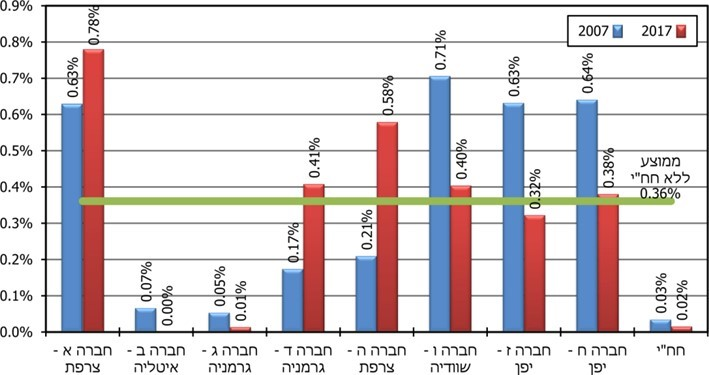 0.9%
0.8%
0.7%
0.6%
0.5%
0.4%
0.3%
0.2%
0.1%
0.0%
2007 2017
0.63% 0.78%
0.07% 0.00%
0.05% 0.01%
0.17% 0.41%
0.21% 0.58%
0.71% 0.40%
0.63% 0.32%
0.64% 0.38%
0.03% 0.02%
ממוצע
ללא חח"י
0.36%
חברה א -
צרפת
חברה ב -
איטליה
חברה ג -
גרמניה
חברה ד -
גרמניה
חברה ה -
צרפת
חברה ו -
שוודיה
חברה ז -
יפן
חברה ח -
יפן
חח"י